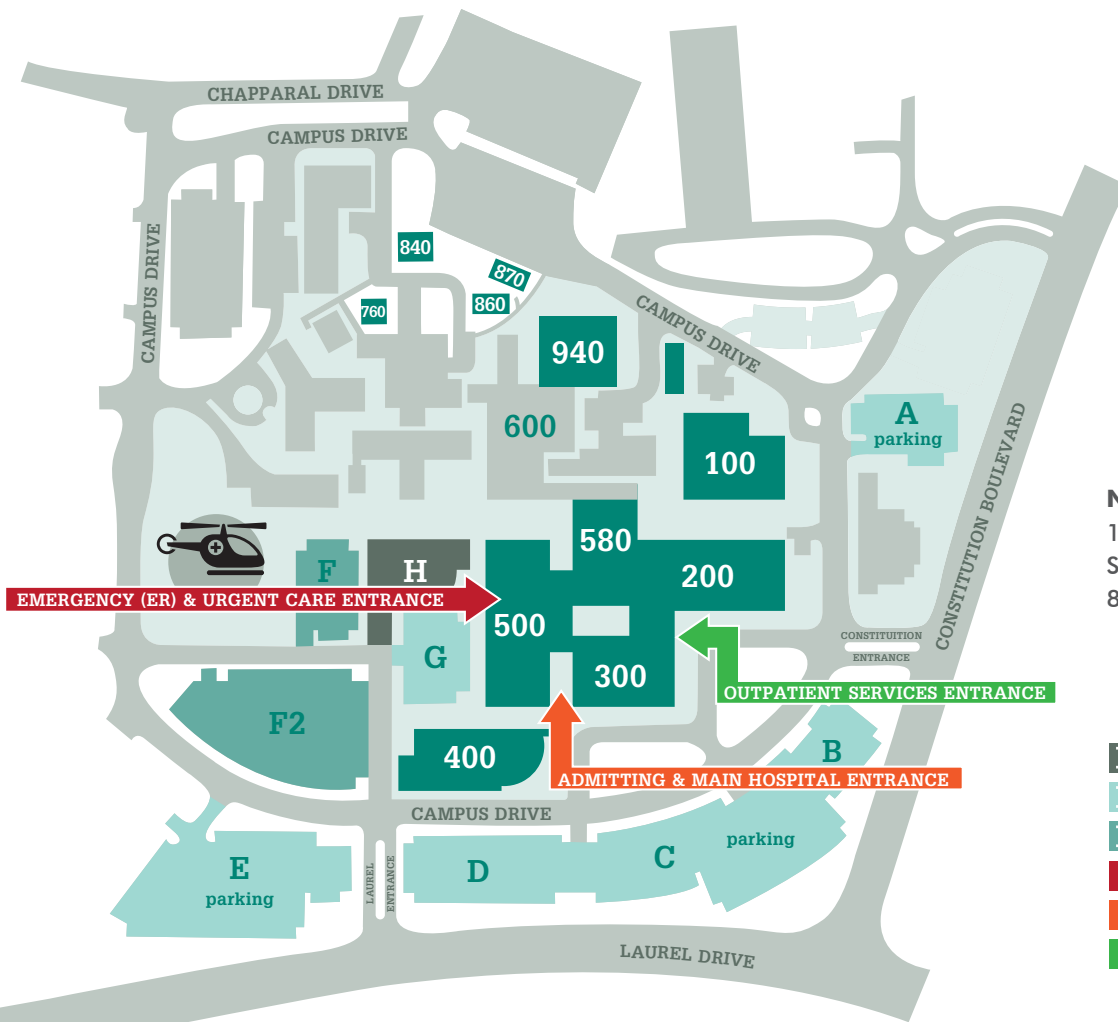 CHAPPARAL DRIVE
CAMPUS DRIVE
CAMPUS DRIVE
840
870
860
760
CAMPUS DRIVE
940
600
A
parking
100
CONSTITUTION BOULEVARD
580
F
H
200
EMERGENCY (ER) & URGENT CARE ENTRANCE
500
CONSTITUITION
ENTRANCE
G
300
OUTPATIENT SERVICES ENTRANCE
F2
400
B
ADMITTING & MAIN HOSPITAL ENTRANCE
CAMPUS DRIVE
parking
E
parking
D
C
LAUREL
ENTRANCE
LAUREL DRIVE
N
1
S
8